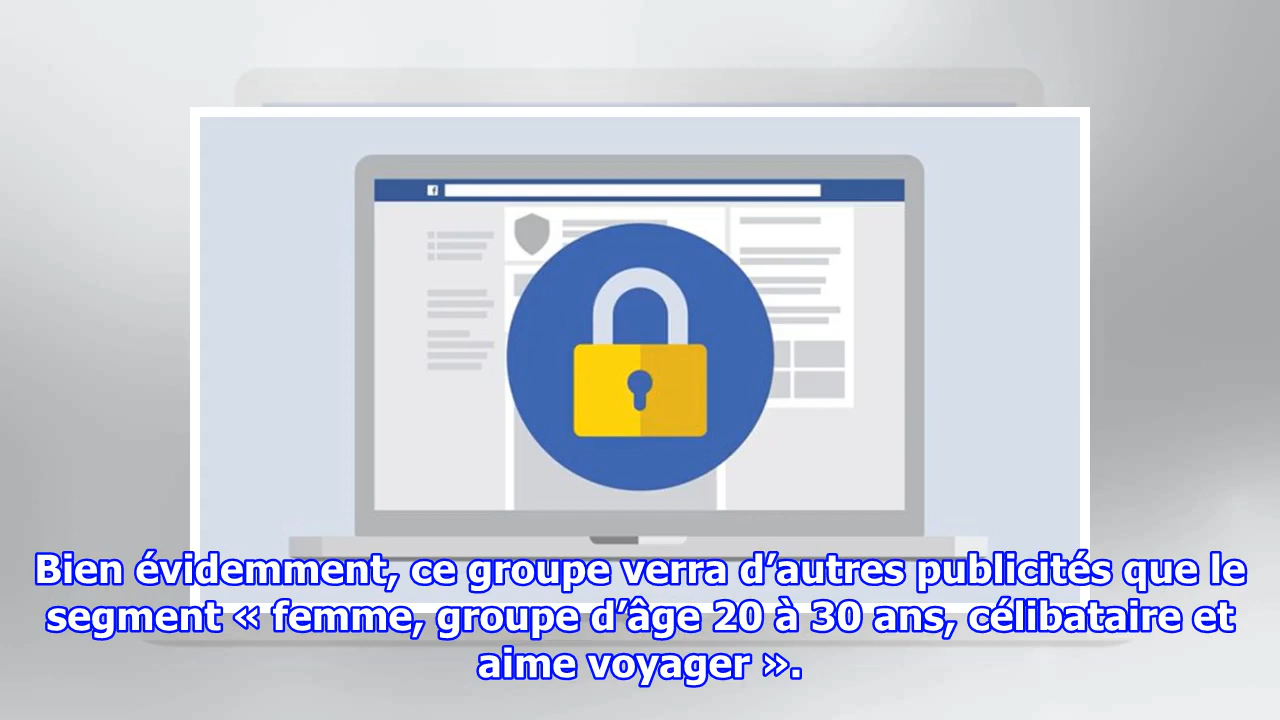 f
Bien évidemment, ce groupe verra d’autres publicités que le
segment « femme, groupe d’âge 20 à 30 ans, célibataire et
aime voyager ».